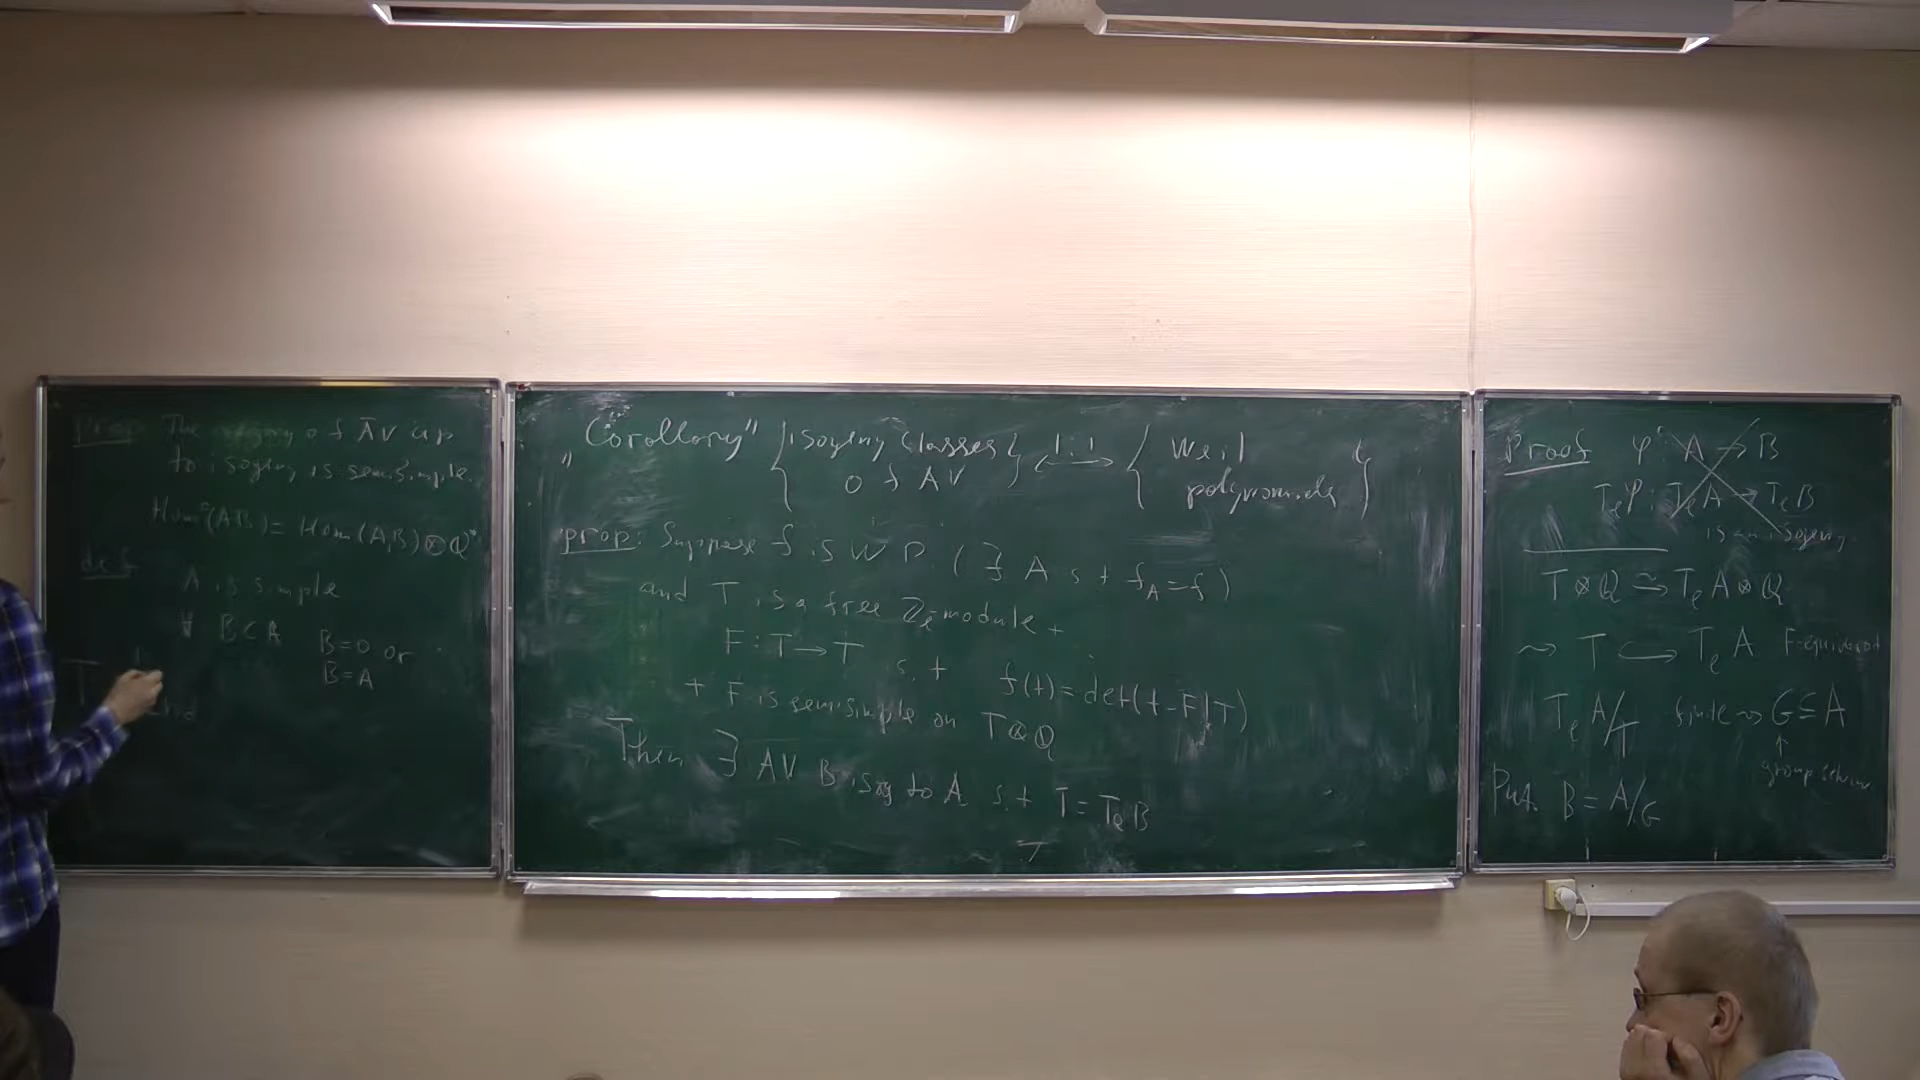 prop The category of AV up
to isogeny is semisimple.
Hom°(A,B) = Hom(A,B)⊗Q
def
A is simple
∀ B⊂A B=0 or
B=A
T
„Corollary” {isogeny classes of AV} ⟷ 1:1 {Weil polynomials}
prop: Suppose f is WP (∃ A s.t f_A=f)
and T is a free Z_ℓ-module +
F: T→T s.t f(t)=det(t-F|T)
+ F is semisimple on T⊗Q
Then ∃ AV B isog to A s.t T=T_ℓB
Proof φ: A → B
T_ℓφ: T_ℓA → T_ℓB
is an isogeny
T⊗Q ≃ T_ℓA⊗Q
⇝ T ↪ T_ℓA F-equivariant
T_ℓA/T finite ⇝ G⊆A
↑
group scheme
Put B = A/G